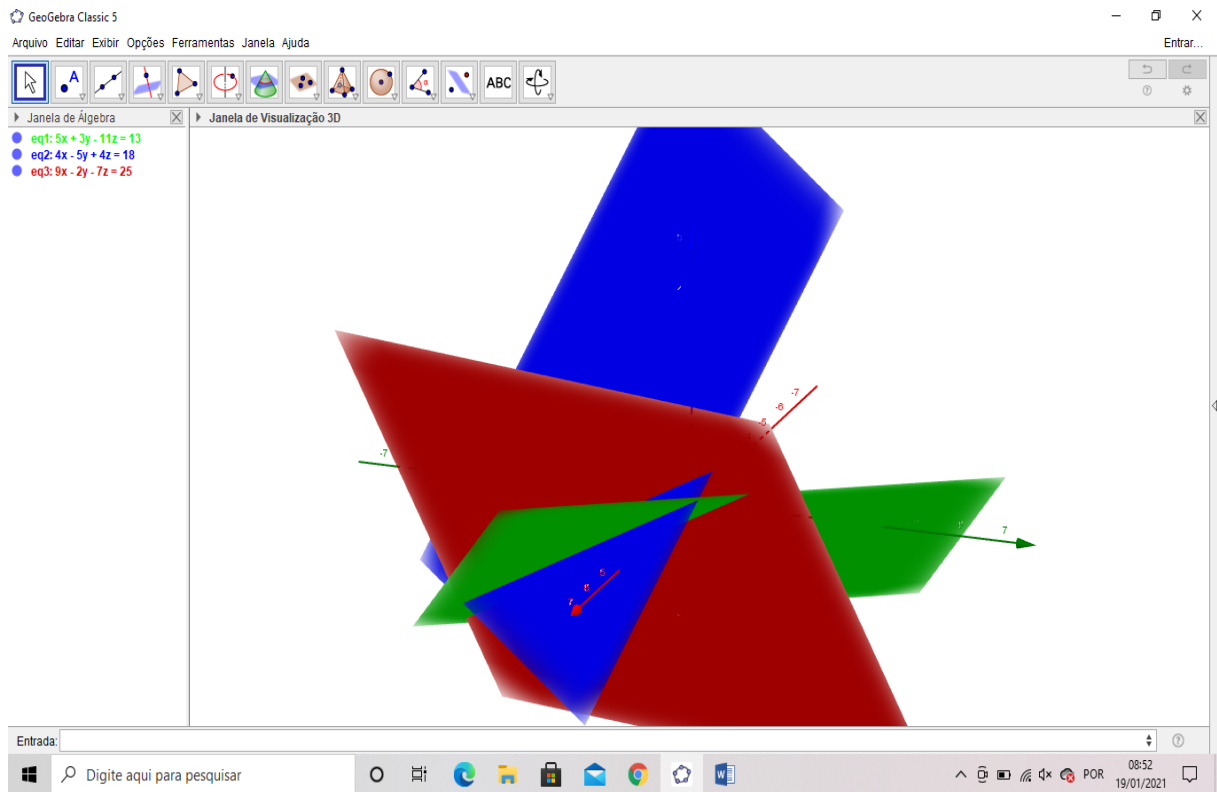 GeoGebra Classic 5
Arquivo Editar Exibir Opções Ferramentas Janela Ajuda
Entrar...
A
ABC
Janela de Álgebra
Janela de Visualização 3D
eq1: 5x + 3y - 11z = 13
eq2: 4x - 5y + 4z = 18
eq3: 9x - 2y - 7z = 25
-7
-6
-5
-7
7
5
6
7
Entrada:
Digite aqui para pesquisar
POR
08:52
19/01/2021